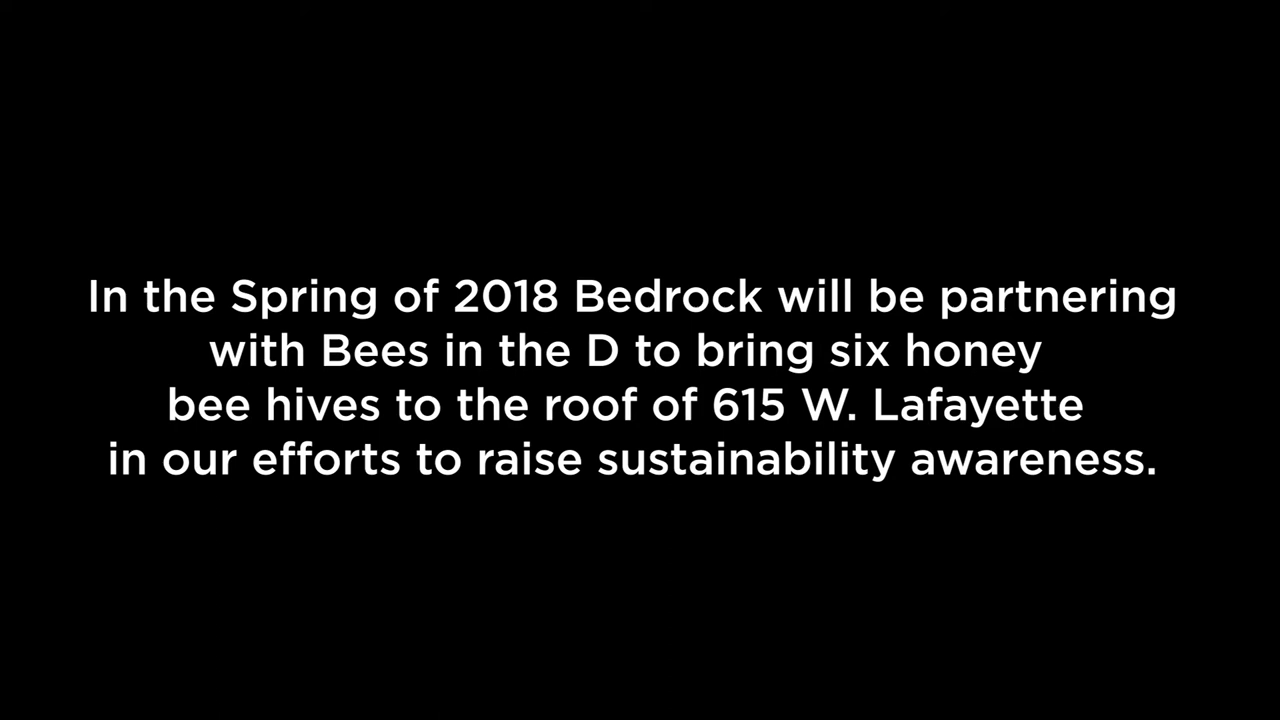 In the Spring of 2018 Bedrock will be partnering
with Bees in the D to bring six honey
bee hives to the roof of 615 W. Lafayette
in our efforts to raise sustainability awareness.